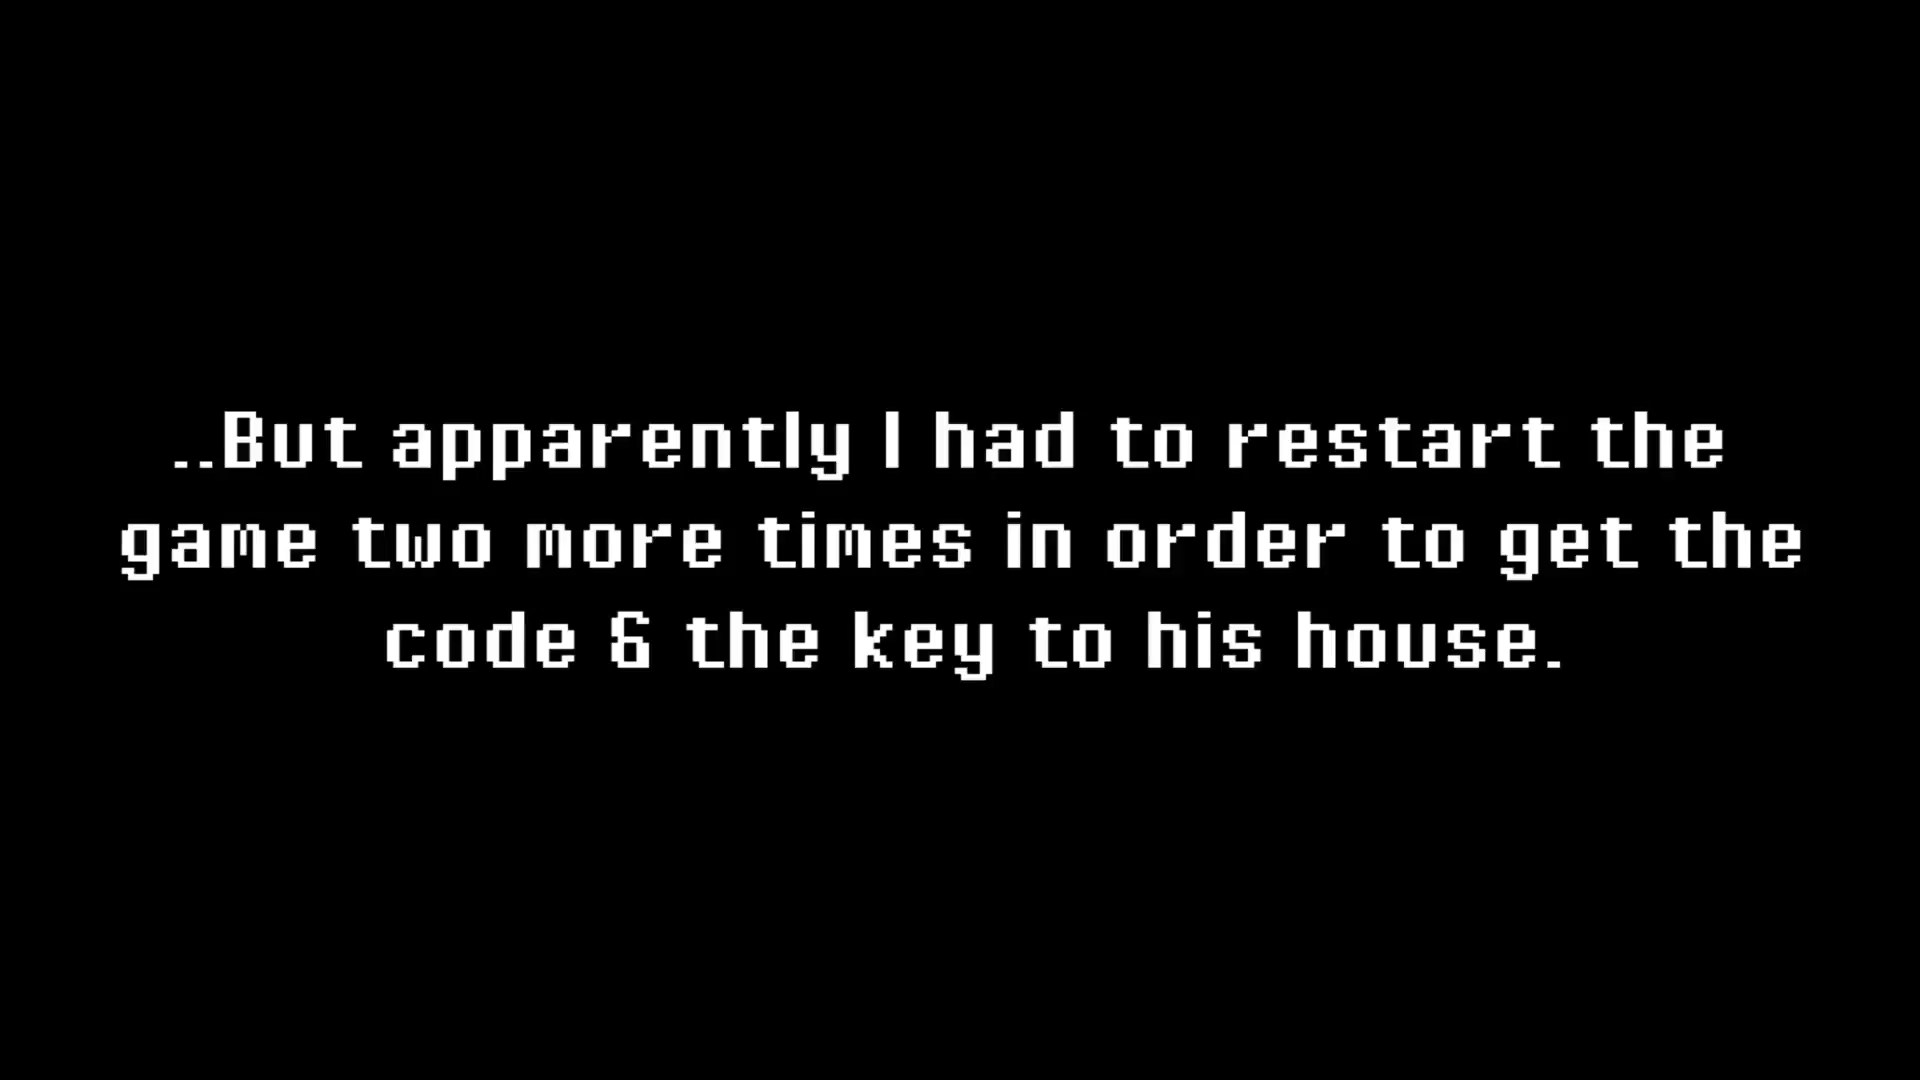 ..But apparently I had to restart the
game two more times in order to get the
code & the key to his house.